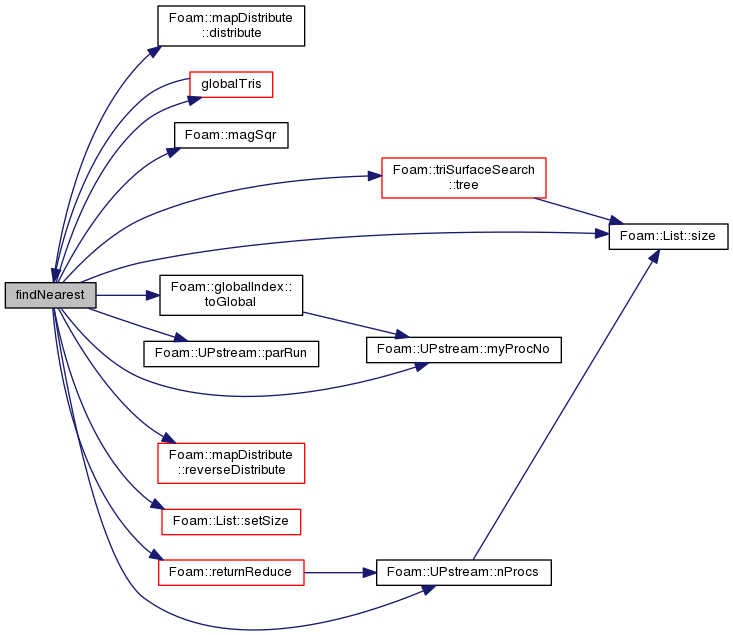 Foam::mapDistribute
::distribute
globalTris
Foam::magSqr
Foam::triSurfaceSearch
::tree
Foam::List::size
findNearest
Foam::globalIndex::
toGlobal
Foam::UPstream::parRun
Foam::UPstream::myProcNo
Foam::mapDistribute
::reverseDistribute
Foam::List::setSize
Foam::returnReduce
Foam::UPstream::nProcs